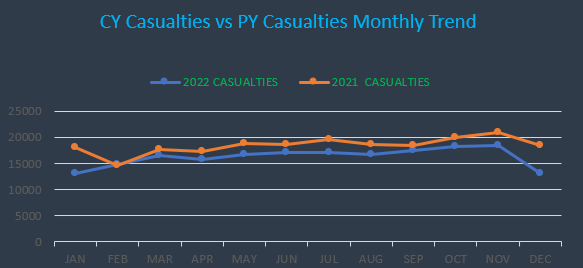 CY Casualties vs PY Casualties Monthly Trend
2022 CASUALTIES 2021 CASUALTIES
25000
20000
15000
10000
5000
0
JAN FEB MAR APR MAY JUN JUL AUG SEP OCT NOV DEC